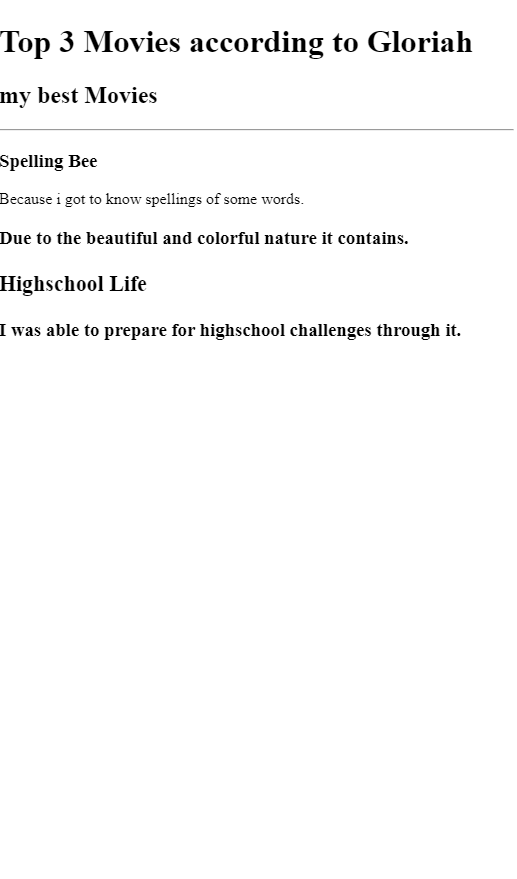 Top 3 Movies according to Gloriah
my best Movies
Spelling Bee
Because i got to know spellings of some words.
Due to the beautiful and colorful nature it contains.
Highschool Life
I was able to prepare for highschool challenges through it.